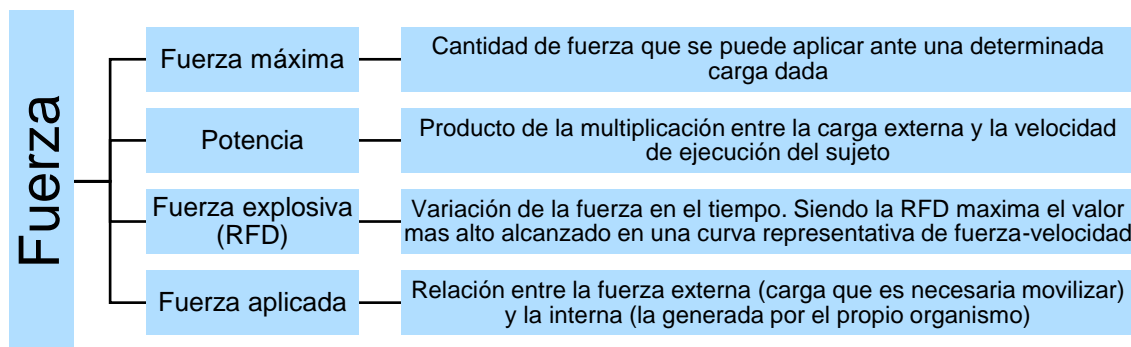 Fuerza
Fuerza máxima
Cantidad de fuerza que se puede aplicar ante una determinada
carga dada
Potencia
Producto de la multiplicación entre la carga externa y la velocidad
de ejecución del sujeto
Fuerza explosiva
(RFD)
Variación de la fuerza en el tiempo. Siendo la RFD maxima el valor
mas alto alcanzado en una curva representativa de fuerza-velocidad
Fuerza aplicada
Relación entre la fuerza externa (carga que es necesaria movilizar)
y la interna (la generada por el propio organismo)